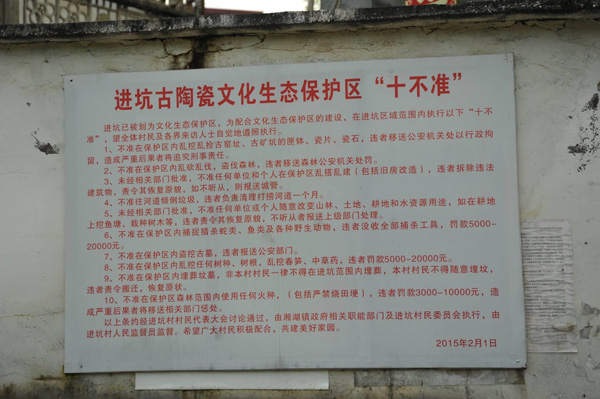 进坑古陶瓷文化生态保护区“十不准”
进坑已被划为文化生态保护区，为配合文化生态保护区的建设，在进坑区域范围内执行以下“十不
准”，望全体村民及各界来访人士自觉地遵照执行。
1、不准在保护区内乱挖乱捡古窑址、古矿坑的匣钵、瓷片、瓷石，违者移送公安机关处以行政拘
留，造成严重后果者将追究刑事责任。
2、不准在保护区内乱砍乱伐，盗伐森林，违者移送森林公安机关处罚。
3、未经相关部门批准，不准任何单位和个人在保护区乱搭乱建（包括旧房改造），违者拆除违法
建筑物，责令其恢复原貌，如不听从，则报送城管。
4、不准往河道倾倒垃圾，违者负责清理打捞河道一个月。
5、未经相关部门批准，不准任何单位或个人随意改变山林、土地、耕地和水资源用途，如在耕地
上挖鱼塘，栽种树木等，违者责令其恢复原貌，不听从者报送上级部门处理。
6、不准在保护区内捕捉猎杀蛇类、鱼类及各种野生动物，违者没收全部捕杀工具，罚款5000-
20000元。
7、不准在保护区内盗挖古墓，违者报送公安部门。
8、不准在保护区内乱挖任何树种、树根，乱挖春笋、中草药，违者罚款5000-20000元。
9、不准在保护区内埋葬坟墓，非本村村民一律不得在进坑范围内埋葬，本村村民不得随意埋坟，
违者责令搬迁，恢复原状。
10、不准在保护区森林范围内使用任何火种，（包括严禁烧田埂），违者罚款3000-10000元，造
成严重后果者将移送相关部门惩处。
以上条约经进坑村村民代表大会讨论通过，由湘湖镇政府相关职能部门及进坑村民委员会执行，由
进坑村人民监督员监督。希望广大村民积极配合，共建美好家园。
2015年2月1日